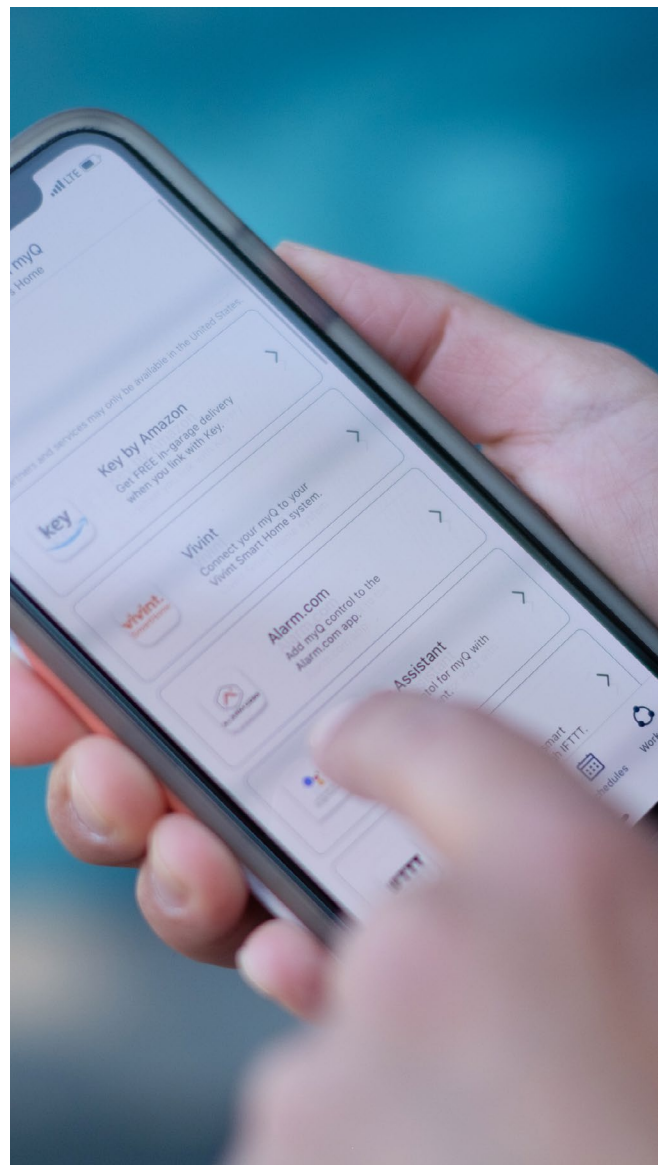 LTE
myQ
Home
and services may only be available in the United States.
key
Key by Amazon
Get FREE in-garage delivery
when you link with Key.
vivint.
Vivint
Connect your myQ to your
Vivint Smart Home system.
Alarm.com
Add myQ control to the
Alarm.com app.
Assistant
for myQ with
IFTTT.
IFTTT